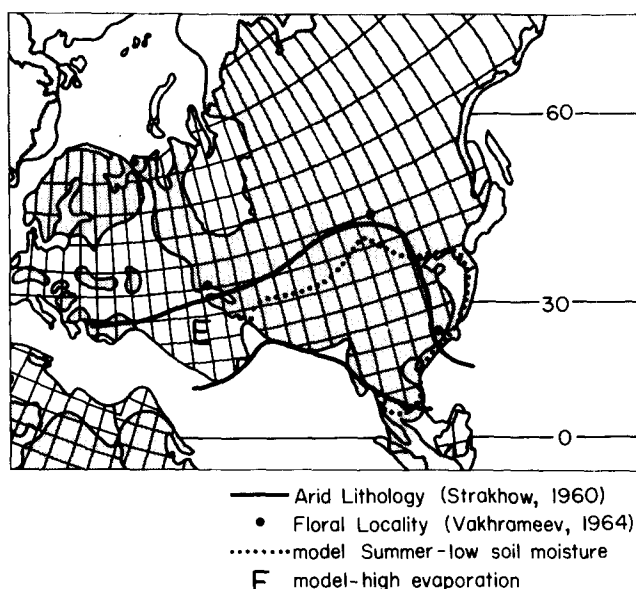 60
30
E
0
Arid Lithology (Strakhow, 1960)
Floral Locality (Vakhrameev, 1964)
model Summer-low soil moisture
E model-high evaporation